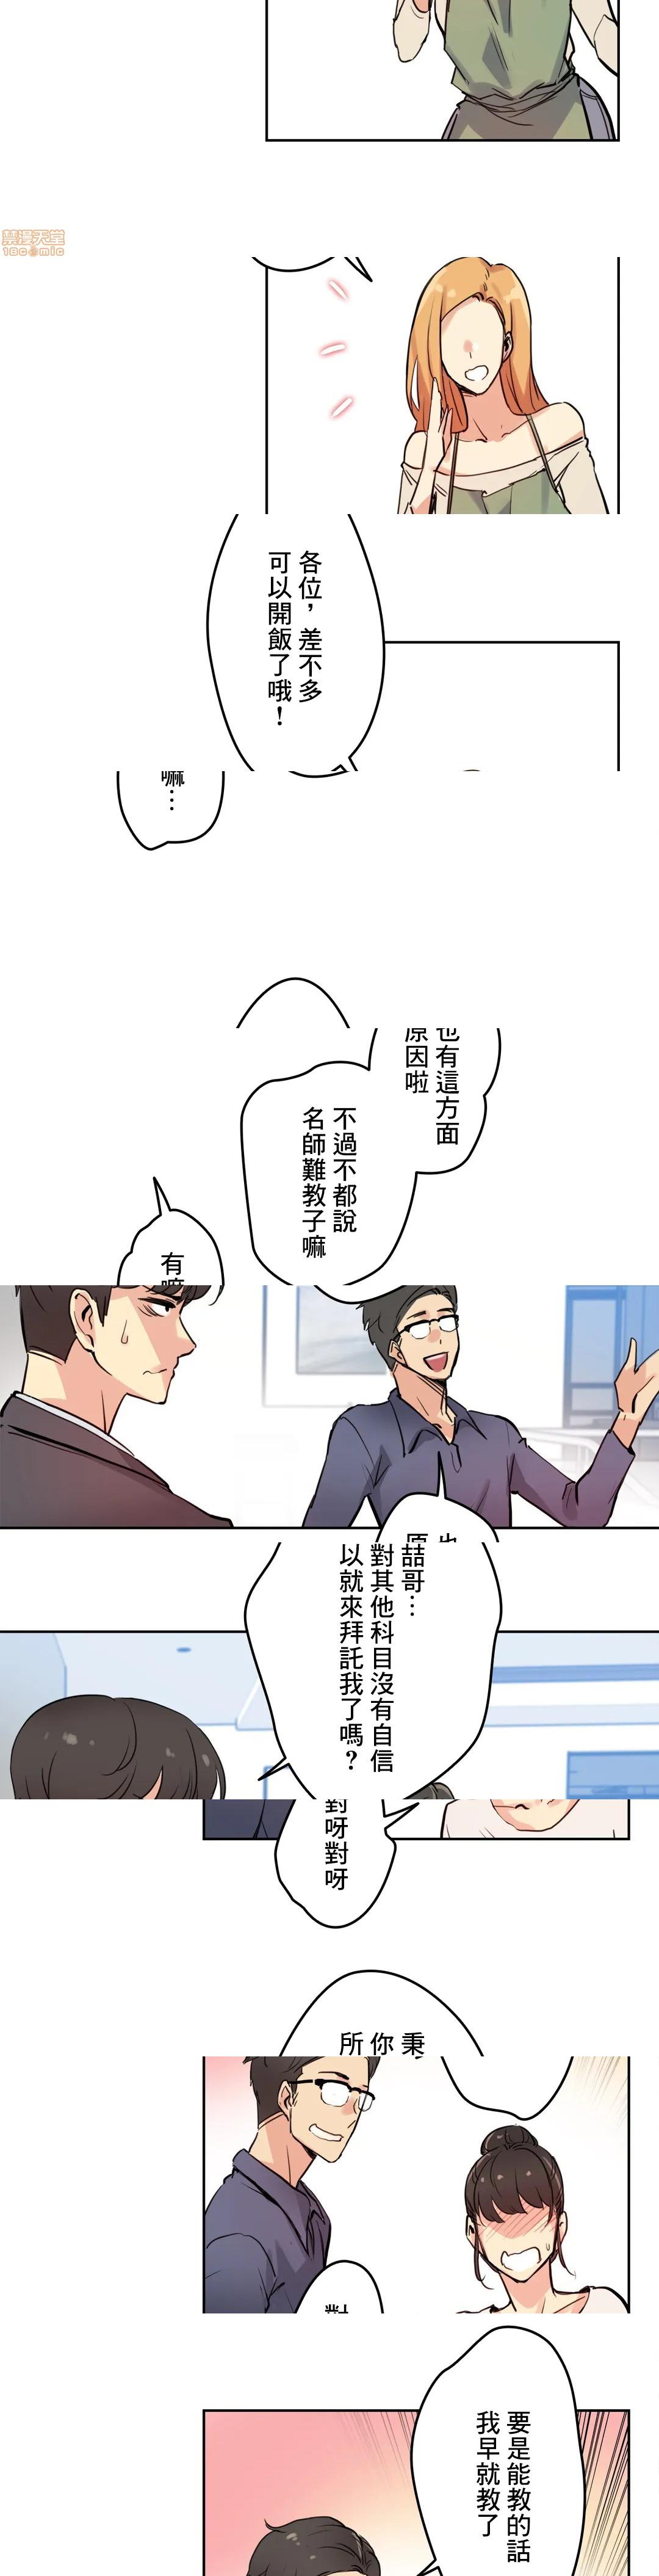 禁漫天堂
18comic
各位，差不多
可以開飯了哦！
嘛…
也有這方面
原因啦
不過不都說
名師難教子嘛
有嘛
喆哥…
對其他科目沒有自信
以就來拜託我了嗎？
對呀對呀
秉
你
所
對
要是能教的話
我早就教了